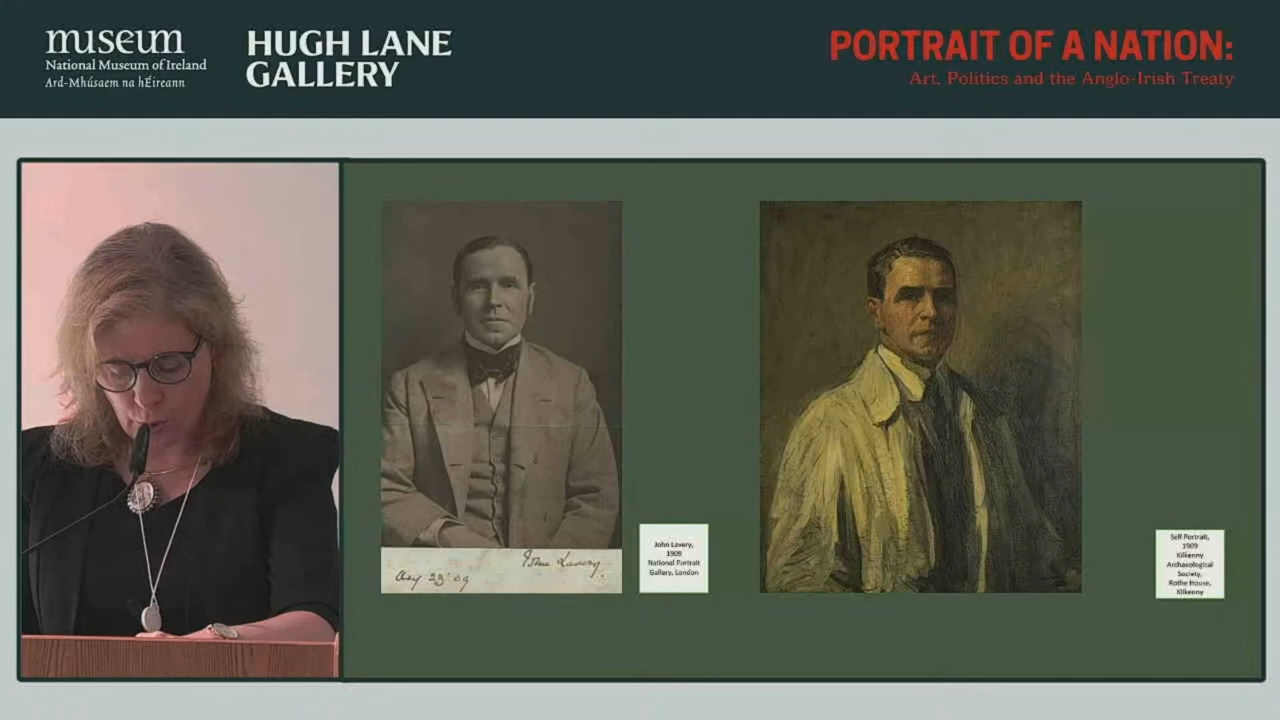 museum
National Museum of Ireland
Ard-Mhúsaem na hÉireann
HUGH LANE
GALLERY
PORTRAIT OF A NATION:
Art, Politics and the Anglo-Irish Treaty
John Lavery,
1909
National Portrait
Gallery, London
John Lavery.
23 '09
Self Portrait,
1909
Kilkenny
Archaeological
Society,
Rothe House,
Kilkenny